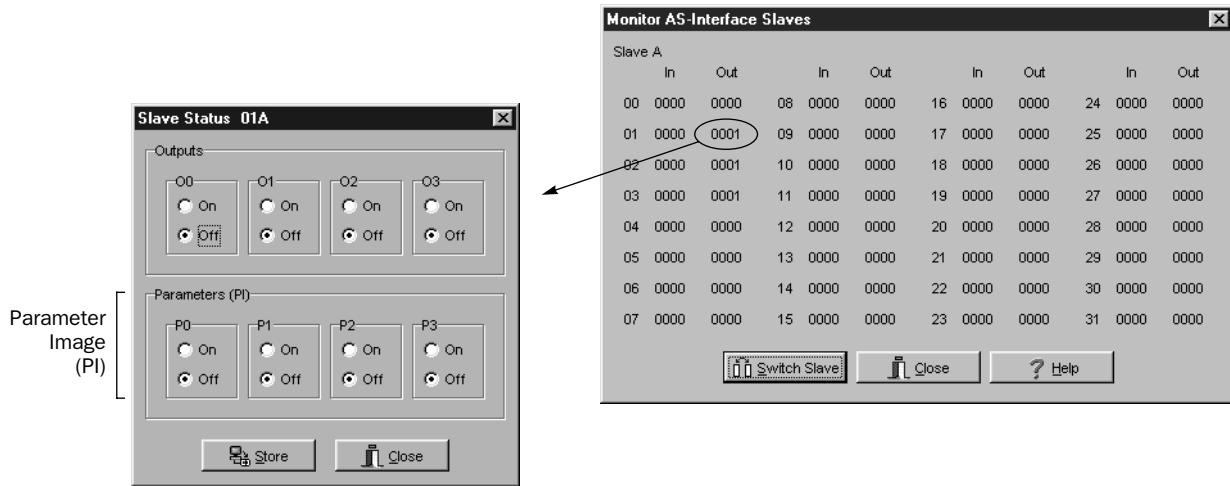 Monitor AS-Interface Slaves
Slave A
In Out In Out In Out In Out
00 0000 0000 08 0000 0000 16 0000 0000 24 0000 0000
01 0000 0001 09 0000 0000 17 0000 0000 25 0000 0000
02 0000 0001 10 0000 0000 18 0000 0000 26 0000 0000
03 0000 0001 11 0000 0000 19 0000 0000 27 0000 0000
04 0000 0000 12 0000 0000 20 0000 0000 28 0000 0000
05 0000 0000 13 0000 0000 21 0000 0000 29 0000 0000
06 0000 0000 14 0000 0000 22 0000 0000 30 0000 0000
07 0000 0000 15 0000 0000 23 0000 0000 31 0000 0000
Switch Slave Close Help
Slave Status 01A
Outputs
O0 O1 O2 O3
On On On On
Off Off Off Off
Parameters (PI)
P0 P1 P2 P3
On On On On
Off Off Off Off
Store Close
Parameter
Image
(PI)